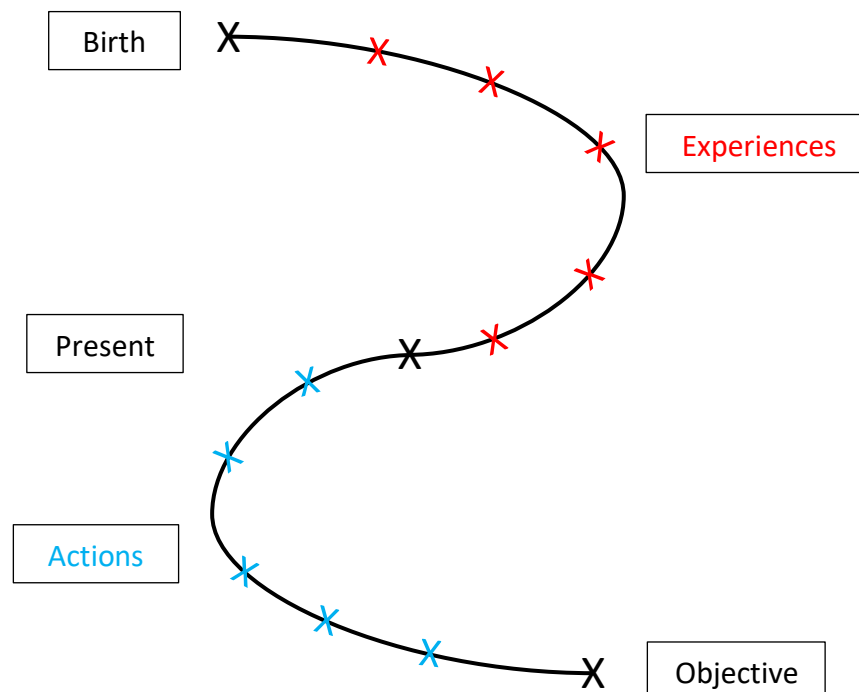 Birth
Experiences
Present
Actions
Objective